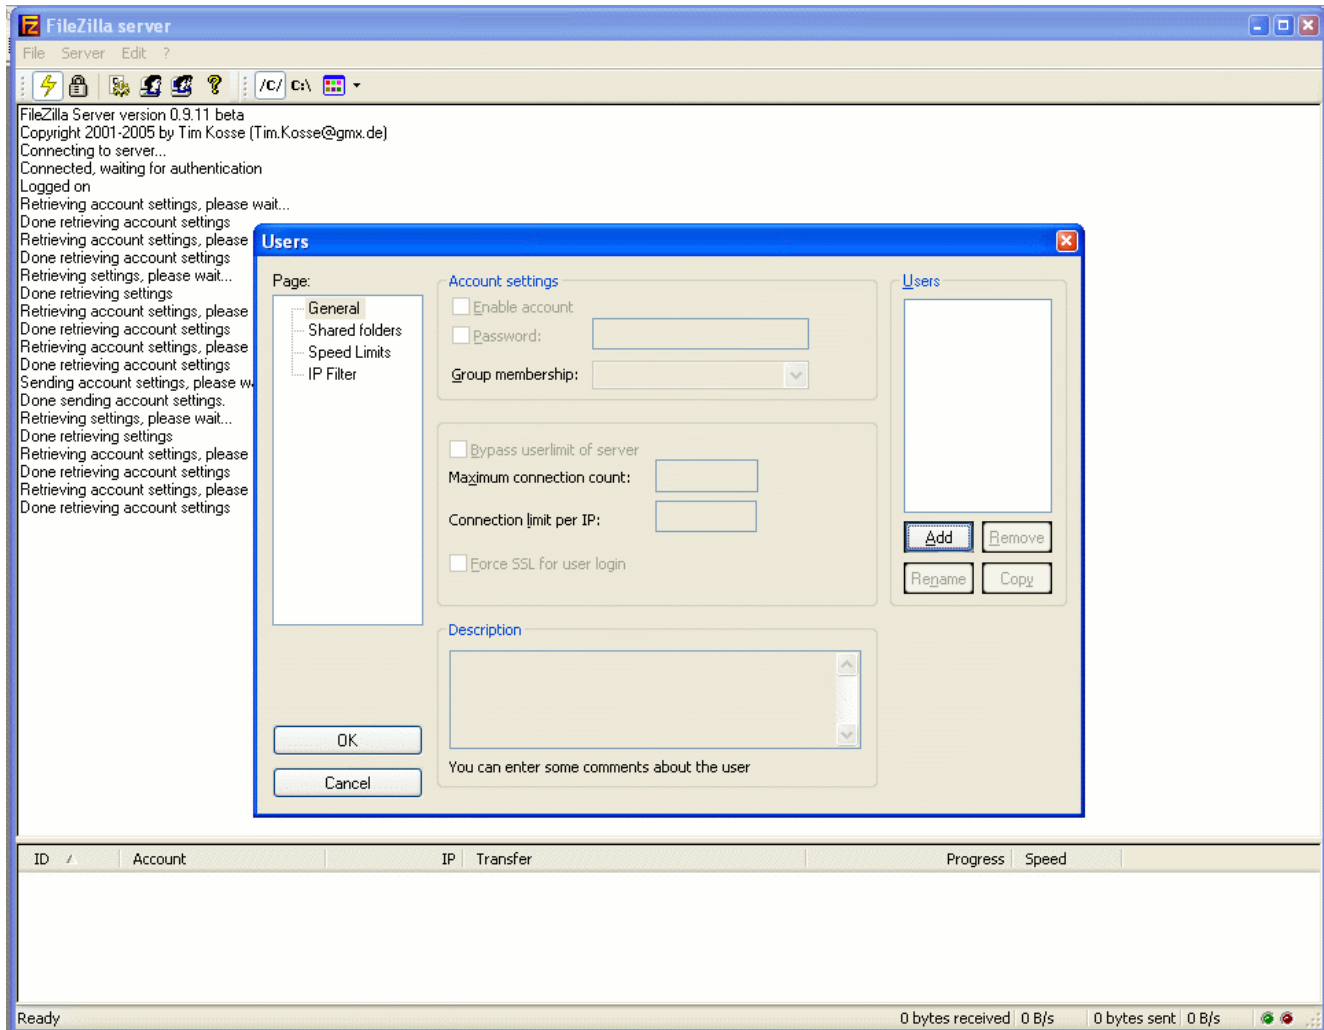 FileZilla server
File Server Edit ?
/C/ C:\
FileZilla Server version 0.9.11 beta
Copyright 2001-2005 by Tim Kosse (Tim.Kosse@gmx.de)
Connecting to server...
Connected, waiting for authentication
Logged on
Retrieving account settings, please wait...
Done retrieving account settings
Retrieving account settings, please
Done retrieving account settings
Retrieving settings, please wait...
Done retrieving settings
Retrieving account settings, please
Done retrieving account settings
Retrieving account settings, please
Done retrieving account settings
Sending account settings, please wa
Done sending account settings.
Retrieving settings, please wait...
Done retrieving settings
Retrieving account settings, please
Done retrieving account settings
Retrieving account settings, please
Done retrieving account settings
Users
Page:
General
Shared folders
Speed Limits
IP Filter
OK
Cancel
Account settings
Enable account
Password:
Group membership:
Bypass userlimit of server
Maximum connection count:
Connection limit per IP:
Force SSL for user login
Description
You can enter some comments about the user
Users
Add Remove
Rename Copy
ID / Account IP Transfer Progress Speed
Ready 0 bytes received 0 B/s 0 bytes sent 0 B/s